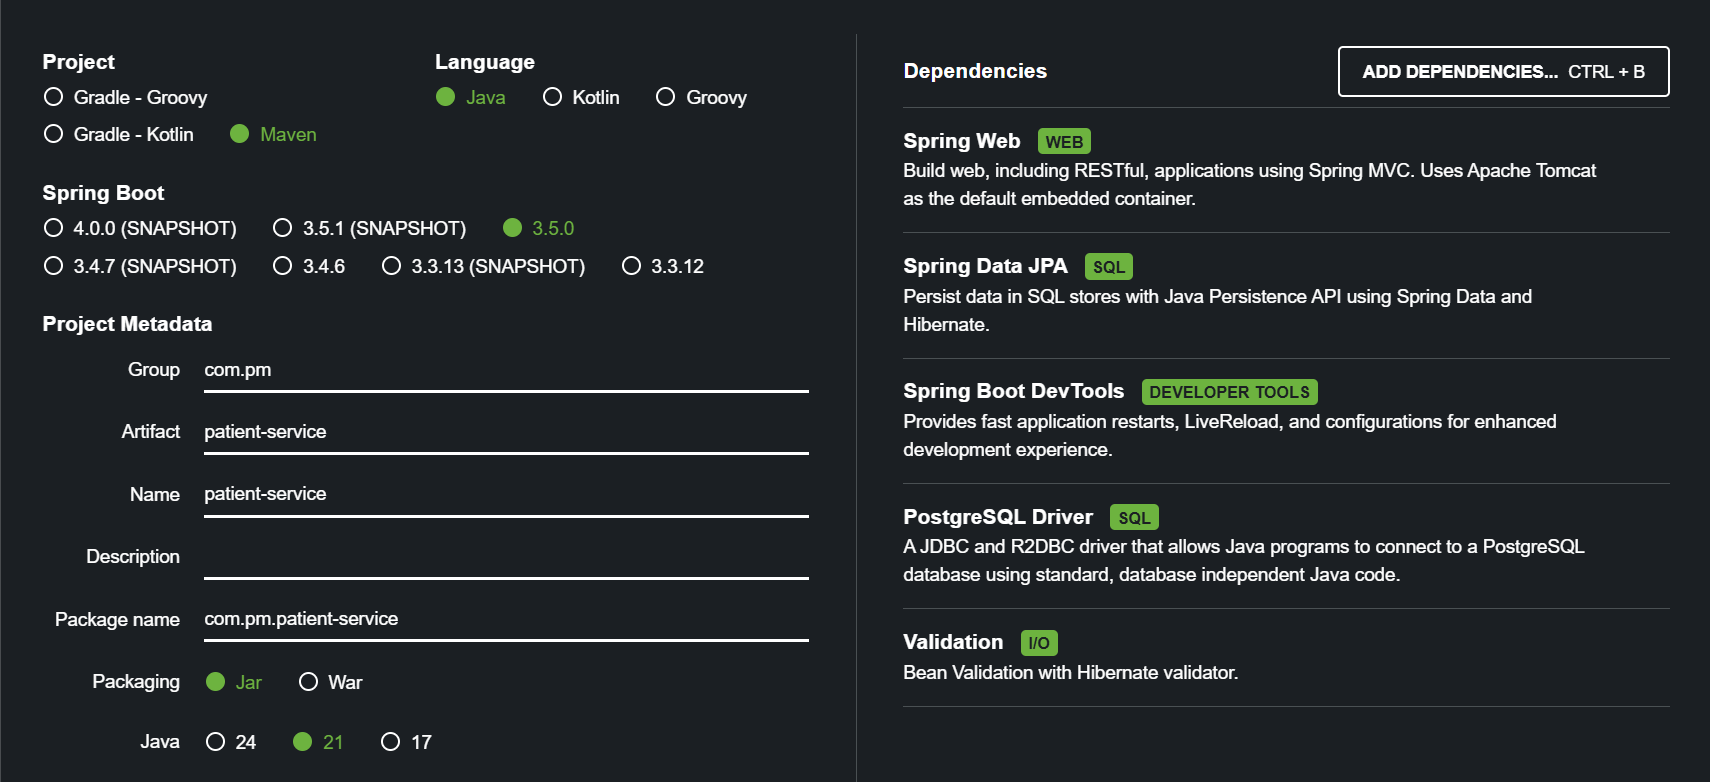 Project
Gradle - Groovy
Gradle - Kotlin Maven
Language
Java Kotlin Groovy
Spring Boot
4.0.0 (SNAPSHOT) 3.5.1 (SNAPSHOT) 3.5.0
3.4.7 (SNAPSHOT) 3.4.6 3.3.13 (SNAPSHOT) 3.3.12
Project Metadata
Group com.pm
Artifact patient-service
Name patient-service
Description
Package name com.pm.patient-service
Packaging Jar War
Java 24 21 17
Dependencies ADD DEPENDENCIES... CTRL + B
Spring Web WEB
Build web, including RESTful, applications using Spring MVC. Uses Apache Tomcat
as the default embedded container.
Spring Data JPA SQL
Persist data in SQL stores with Java Persistence API using Spring Data and
Hibernate.
Spring Boot DevTools DEVELOPER TOOLS
Provides fast application restarts, LiveReload, and configurations for enhanced
development experience.
PostgreSQL Driver SQL
A JDBC and R2DBC driver that allows Java programs to connect to a PostgreSQL
database using standard, database independent Java code.
Validation I/O
Bean Validation with Hibernate validator.